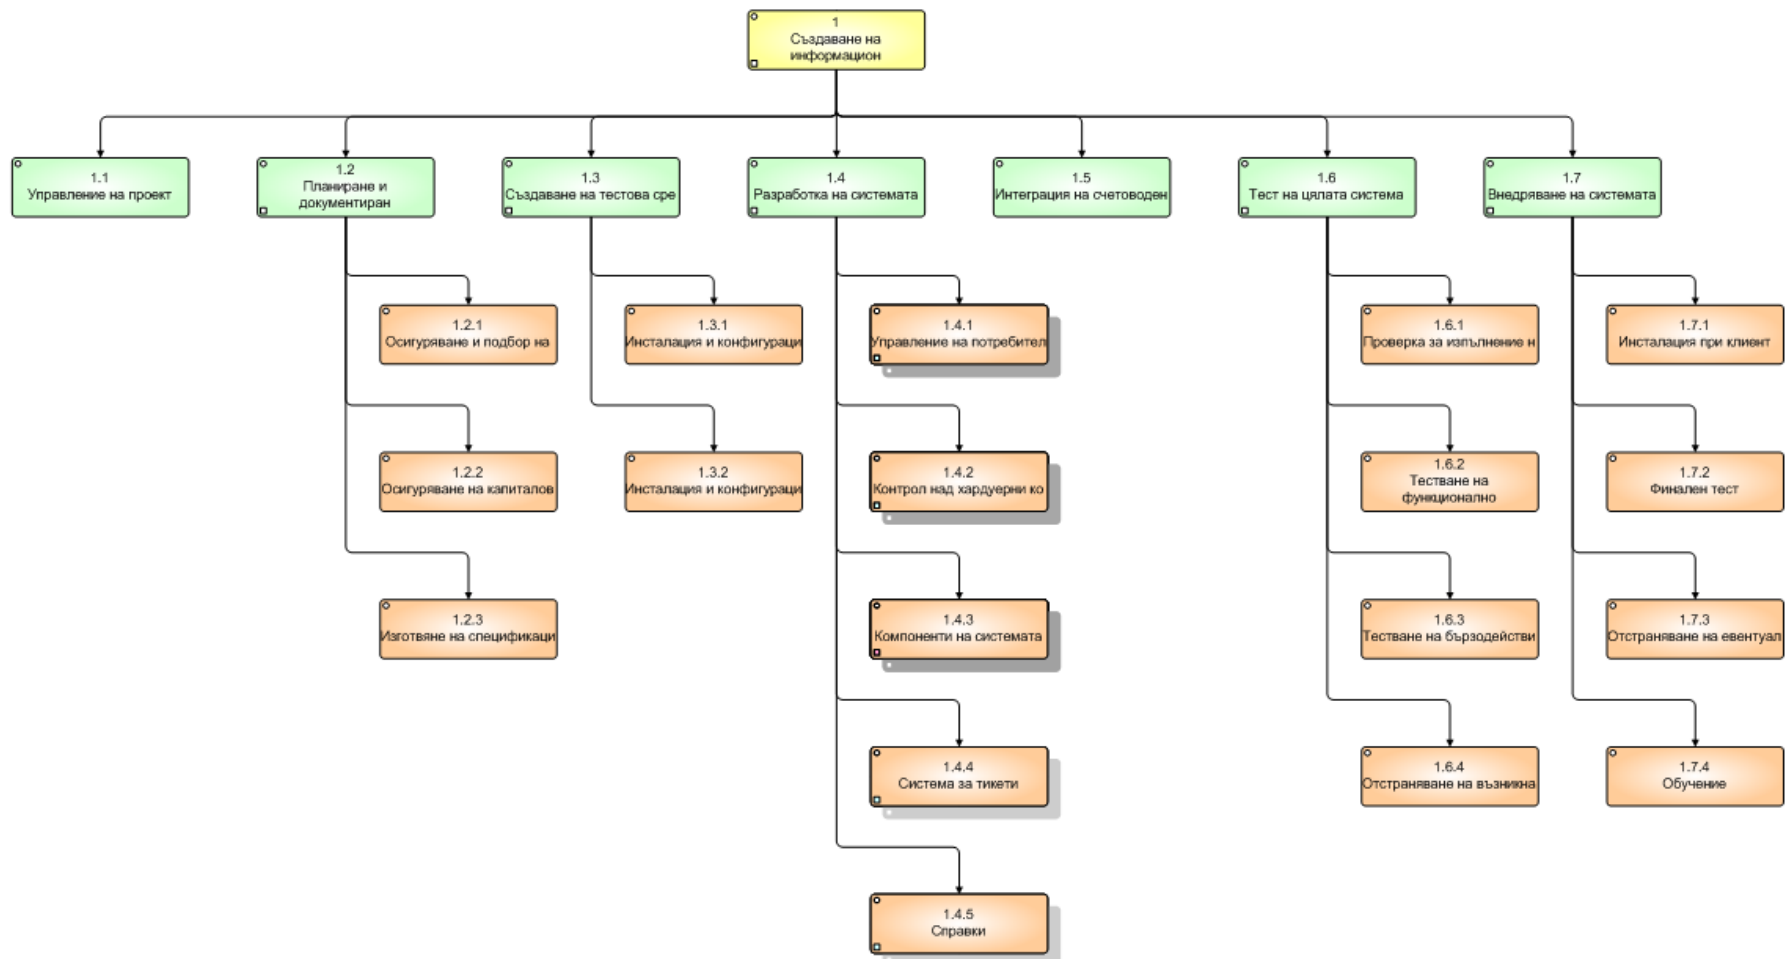 1
Създаване на
информацион
1.1
Управление на проект
1.2
Планиране и
документиран
1.3
Създаване на тестова сре
1.4
Разработка на системата
1.5
Интеграция на счетоводен
1.6
Тест на цялата система
1.7
Внедряване на системата
1.2.1
Осигуряване и подбор на
1.3.1
Инсталация и конфигураци
1.4.1
Управление на потребител
1.6.1
Проверка за изпълнение н
1.7.1
Инсталация при клиент
1.2.2
Осигуряване на капиталов
1.3.2
Инсталация и конфигураци
1.4.2
Контрол над хардуерни ко
1.6.2
Тестване на
функционално
1.7.2
Финален тест
1.2.3
Изготвяне на спецификаци
1.4.3
Компоненти на системата
1.6.3
Тестване на бързодействи
1.7.3
Отстраняване на евентуал
1.4.4
Система за тикети
1.6.4
Отстраняване на възникна
1.7.4
Обучение
1.4.5
Справки